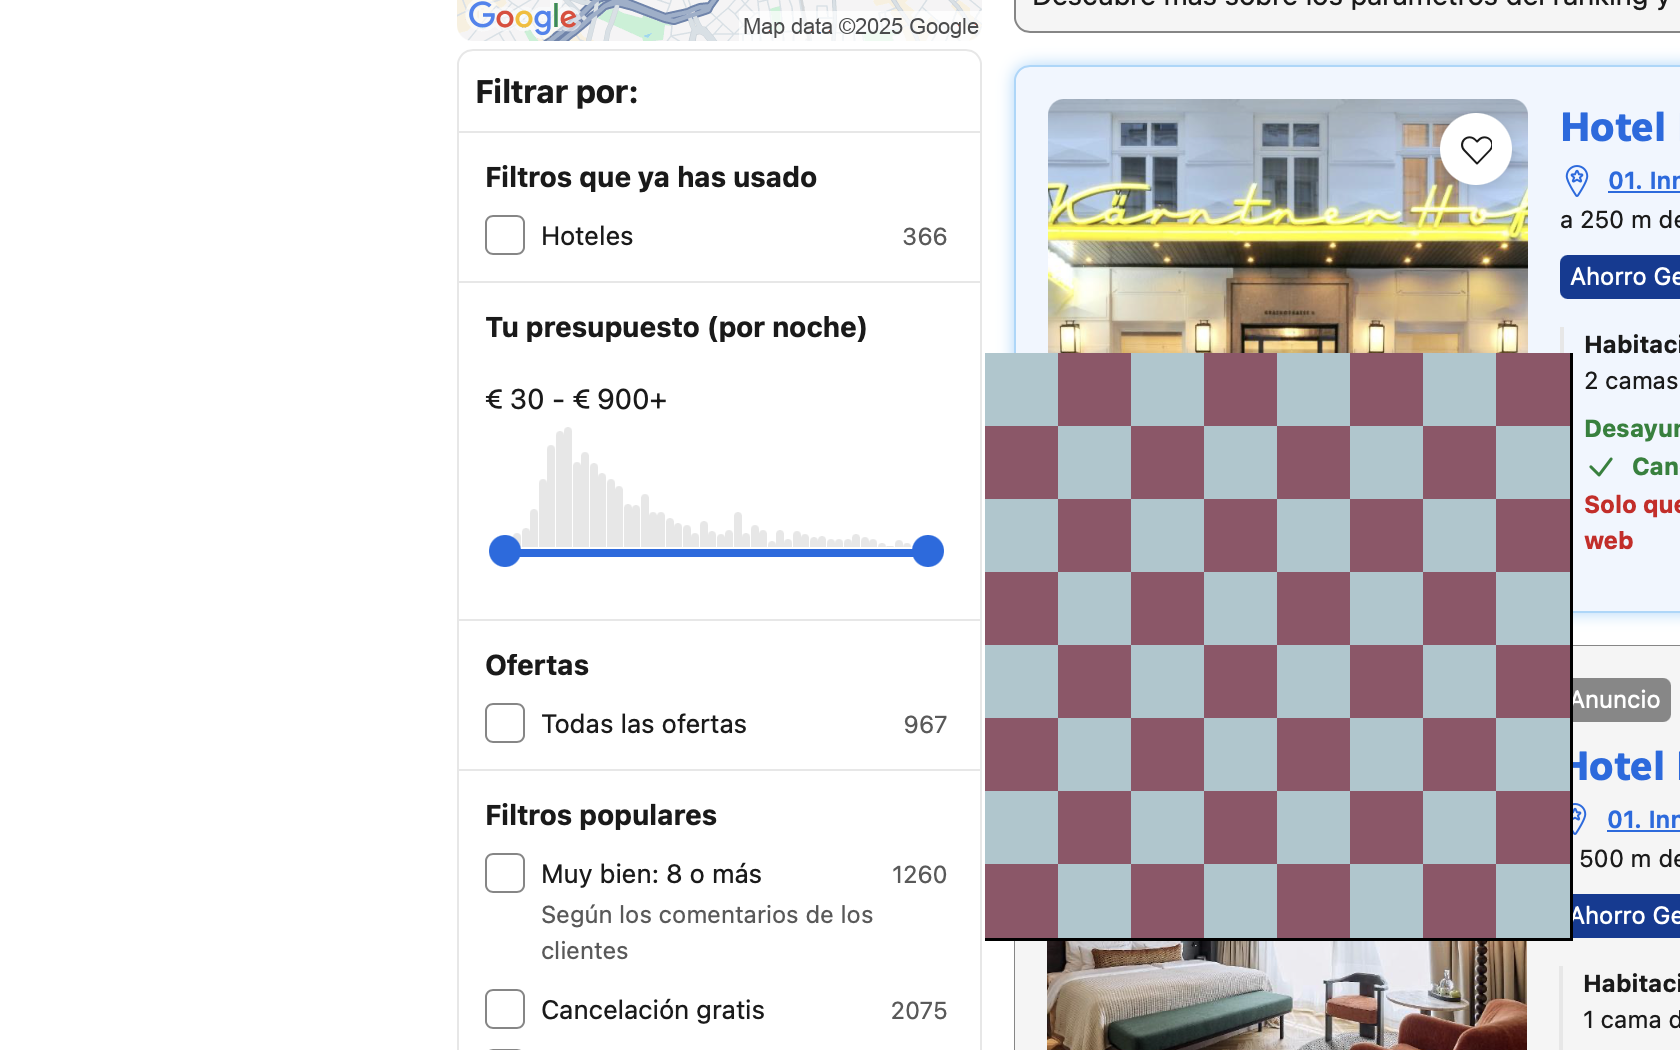 Google
Map data ©2025 Google
Filtrar por:
Filtros que ya has usado
Hoteles 366
Tu presupuesto (por noche)
€ 30 - € 900+
Ofertas
Todas las ofertas 967
Filtros populares
Muy bien: 8 o más 1260
Según los comentarios de los
clientes
Cancelación gratis 2075
Descubre más sobre los parámetros del ranking y
Kärntner Hof
Hotel
01. Inn
a 250 m de
Ahorro Ge
Habitaci
2 camas
Desayun
Can
Solo que
web
Anuncio
Hotel
01. Inn
500 m de
Ahorro Ge
Habitaci
1 cama d